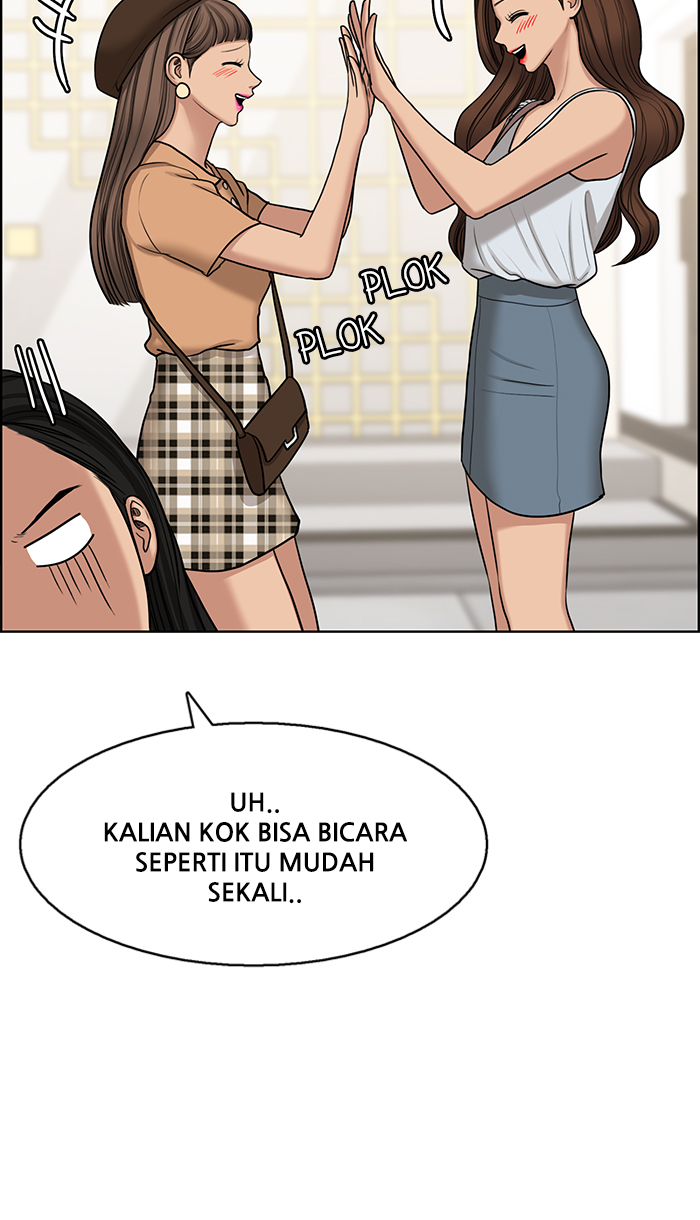 PLOK
PLOK
UH..
KALIAN KOK BISA BICARA
SEPERTI ITU MUDAH
SEKALI..